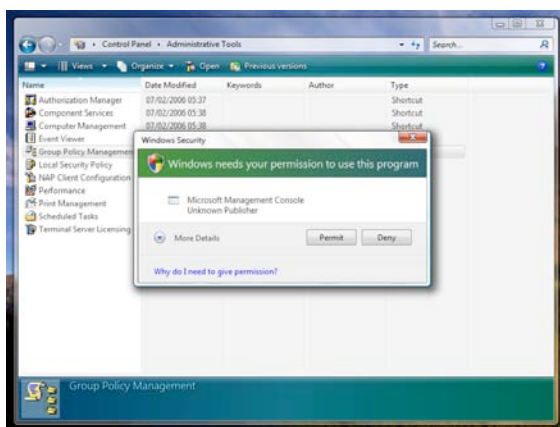 Control Panel Administrative Tools
Search...
Views Organize Open Previous versions
Name Date Modified Keywords Author Type
Authorization Manager 07/02/2006 05:37 Shortcut
Component Services 07/02/2006 05:38 Shortcut
Computer Management 07/02/2006 05:38
Event Viewer
Group Policy Managemen
Local Security Policy
NAP Client Configuration
Performance
Print Management
Scheduled Tasks
Terminal Server Licensing
Windows Security
Windows needs your permission to use this program
Microsoft Management Console
Unknown Publisher
More Details Permit Deny
Why do I need to give permission?
Group Policy Management